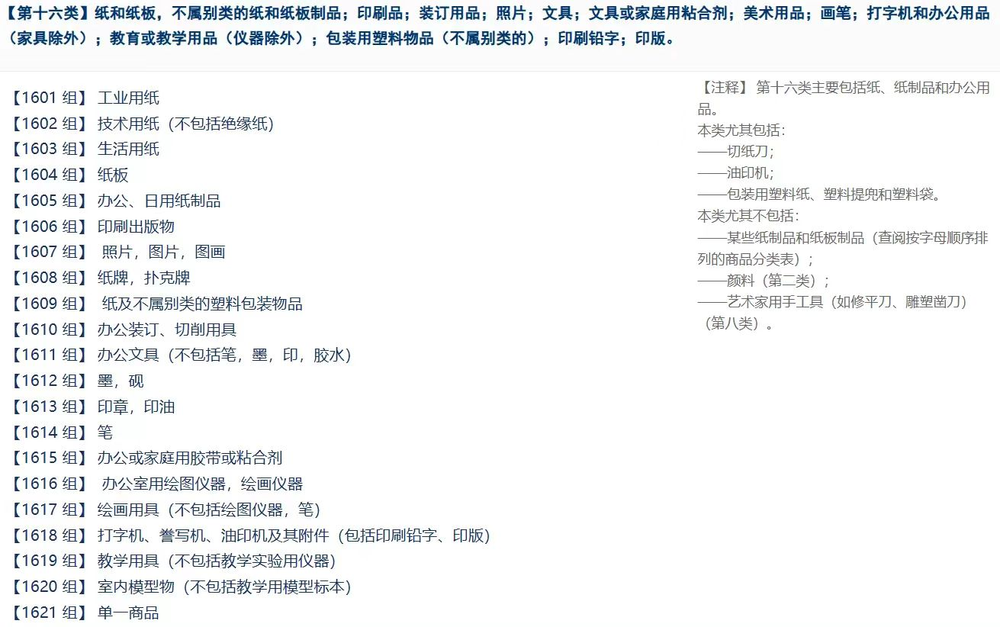 【第十六类】纸和纸板，不属别类的纸和纸板制品；印刷品；装订用品；照片；文具；文具或家庭用粘合剂；美术用品；画笔；打字机和办公用品
（家具除外）；教育或教学用品（仪器除外）；包装用塑料物品（不属别类的）；印刷铅字；印版。
【1601 组】 工业用纸
【1602 组】 技术用纸（不包括绝缘纸）
【1603 组】 生活用纸
【1604 组】 纸板
【1605 组】 办公、日用纸制品
【1606 组】 印刷出版物
【1607 组】 照片，图片，图画
【1608 组】 纸牌，扑克牌
【1609 组】 纸及不属别类的塑料包装物品
【1610 组】 办公装订、切削用具
【1611 组】 办公文具（不包括笔，墨，印，胶水）
【1612 组】 墨，砚
【1613 组】 印章，印油
【1614 组】 笔
【1615 组】 办公或家庭用胶带或粘合剂
【1616 组】 办公室用绘图仪器，绘画仪器
【1617 组】 绘画用具（不包括绘图仪器，笔）
【1618 组】 打字机、誊写机、油印机及其附件（包括印刷铅字、印版）
【1619 组】 教学用具（不包括教学实验用仪器）
【1620 组】 室内模型物（不包括教学用模型标本）
【1621 组】 单一商品
【注释】 第十六类主要包括纸、纸制品和办公用
品。
本类尤其包括：
——切纸刀；
——油印机；
——包装用塑料纸、塑料提兜和塑料袋。
本类尤其不包括：
——某些纸制品和纸板制品（查阅按字母顺序排
列的商品分类表）；
——颜料（第二类）；
——艺术家用手工具（如修平刀、雕塑凿刀）
（第八类）。